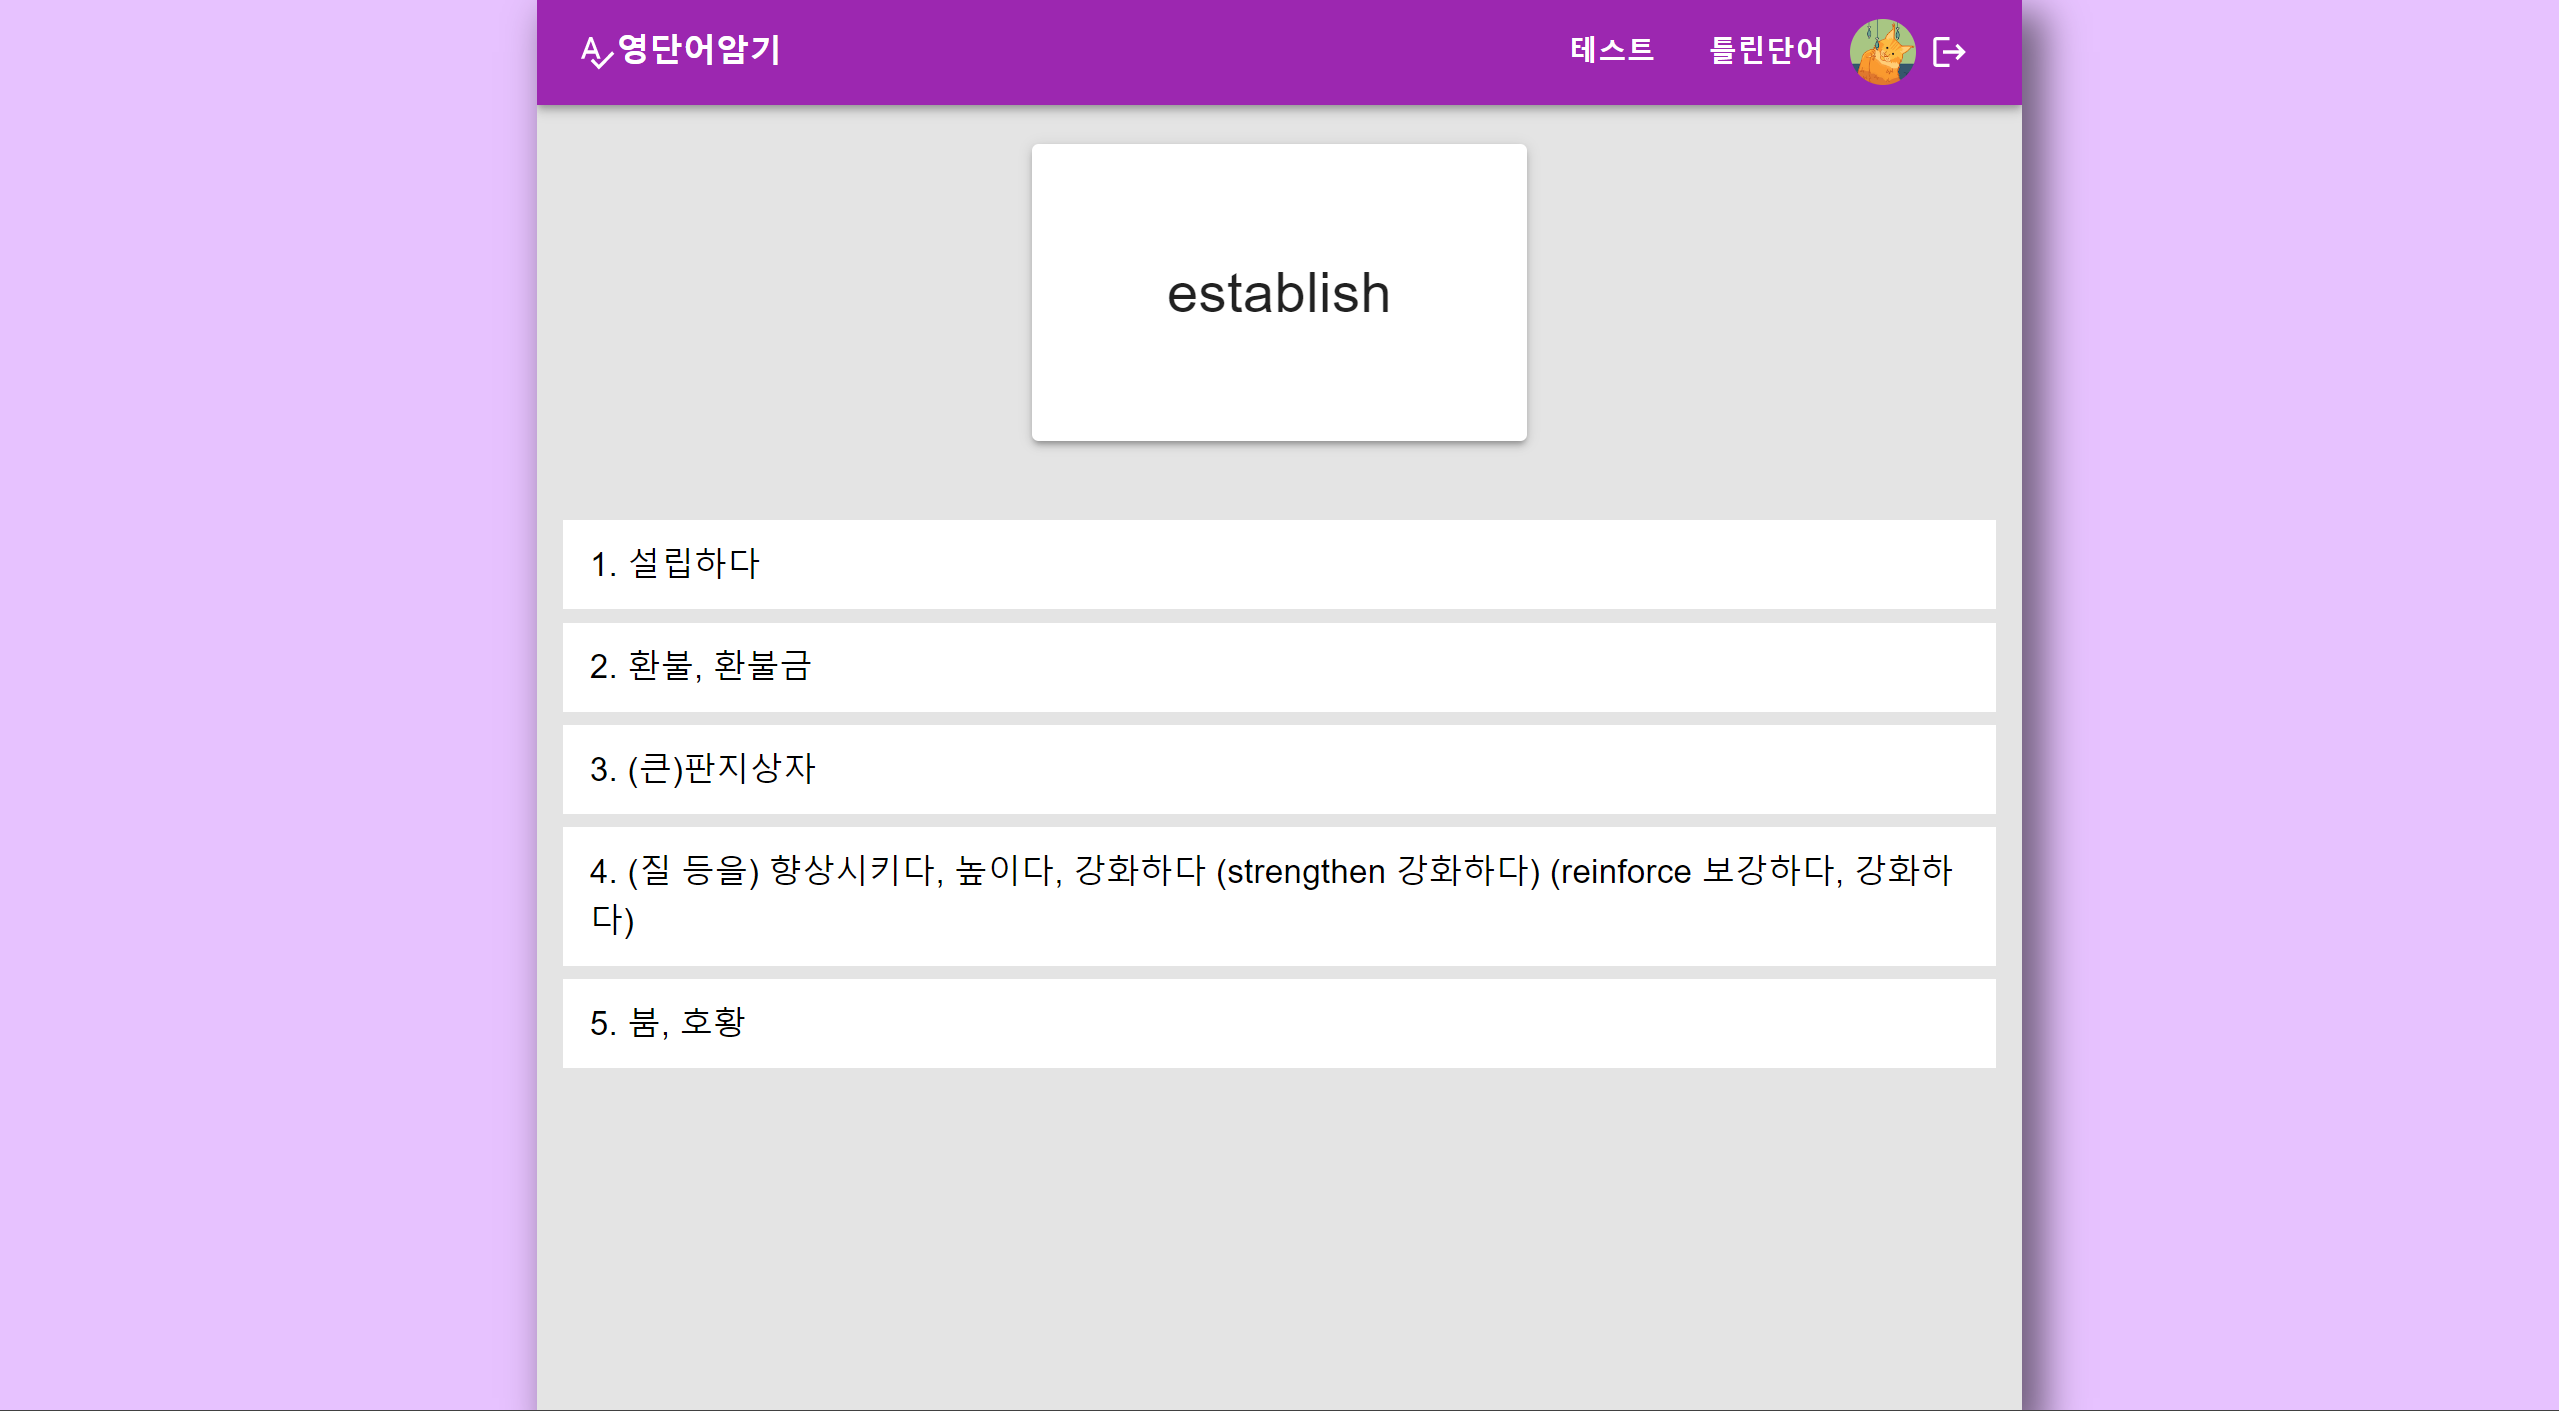 영단어암기
테스트
틀린단어
establish
1. 설립하다
2. 환불, 환불금
3. (큰)판지상자
4. (질 등을) 향상시키다, 높이다, 강화하다 (strengthen 강화하다) (reinforce 보강하다, 강화하
다)
5. 붐, 호황